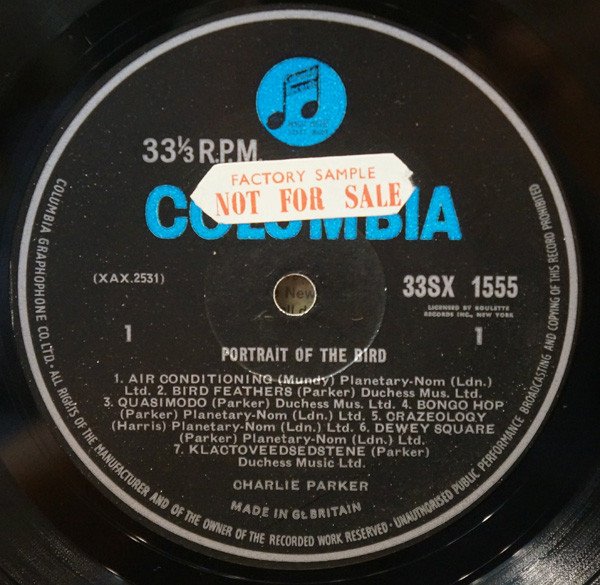 33⅓ R.P.M.
FACTORY SAMPLE
NOT FOR SALE
COLUMBIA
(XAX.2531)
33SX 1555
LICENSED BY ROULETTE
RECORDS INC., NEW YORK
1
1
PORTRAIT OF THE BIRD
1. AIR CONDITIONING (Mundy) Planetary-Nom (Ldn.)
Ltd. 2. BIRD FEATHERS (Parker) Duchess Mus. Ltd.
3. QUASIMODO (Parker) Duchess Mus. Ltd. 4. BONGO HOP
(Parker) Planetary-Nom (Ldn.) Ltd. 5. CRAZEOLOGY
(Harris) Planetary-Nom (Ldn.) Ltd. 6. DEWEY SQUARE
(Parker) Planetary-Nom (Ldn.) Ltd.
7. KLACTOVEEDSEDSTENE (Parker)
Duchess Music Ltd.
CHARLIE PARKER
MADE IN Gt. BRITAIN
COLUMBIA GRAPHOPHONE CO. LTD. · ALL RIGHTS OF THE MANUFACTURER AND OF THE OWNER OF THE RECORDED WORK RESERVED · UNAUTHORISED PUBLIC PERFORMANCE BROADCASTING AND COPYING OF THIS RECORD PROHIBITED
New